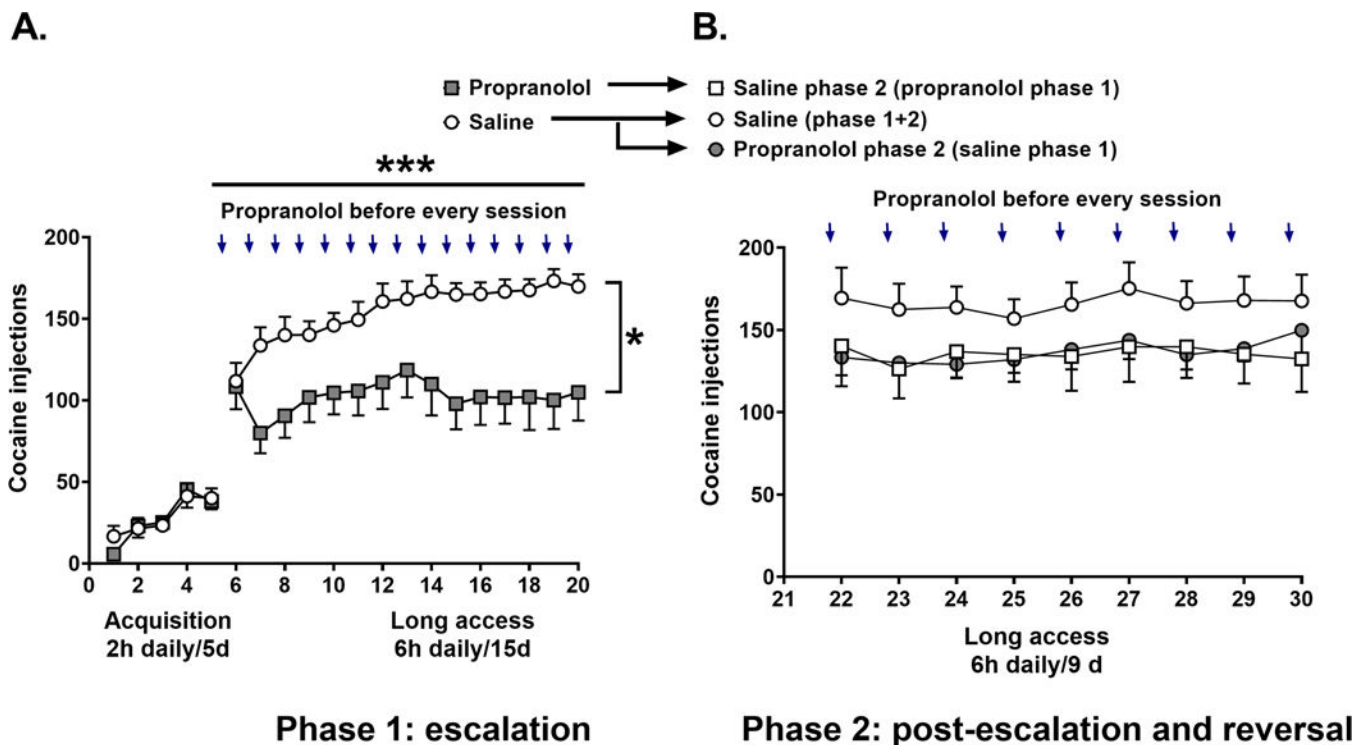 A.
B.
Propranolol
Saline
Saline phase 2 (propranolol phase 1)
Saline (phase 1+2)
Propranolol phase 2 (saline phase 1)
***
Propranolol before every session
Cocaine injections
200
150
100
50
0
*
0 2 4 6 8 10 12 14 16 18 20
Acquisition
2h daily/5d
Long access
6h daily/15d
Phase 1: escalation
Propranolol before every session
Cocaine injections
200
150
100
50
0
21 22 23 24 25 26 27 28 29 30
Long access
6h daily/9 d
Phase 2: post-escalation and reversal